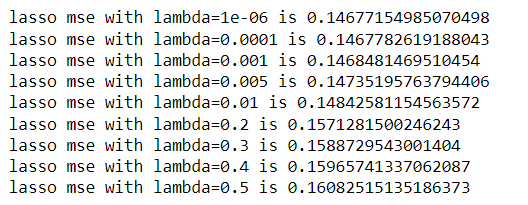 lasso mse with lambda=1e-06 is 0.14677154985070498
lasso mse with lambda=0.0001 is 0.1467782619188043
lasso mse with lambda=0.001 is 0.1468481469510454
lasso mse with lambda=0.005 is 0.14735195763794406
lasso mse with lambda=0.01 is 0.14842581154563572
lasso mse with lambda=0.2 is 0.1571281500246243
lasso mse with lambda=0.3 is 0.1588729543001404
lasso mse with lambda=0.4 is 0.15965741337062087
lasso mse with lambda=0.5 is 0.16082515135186373